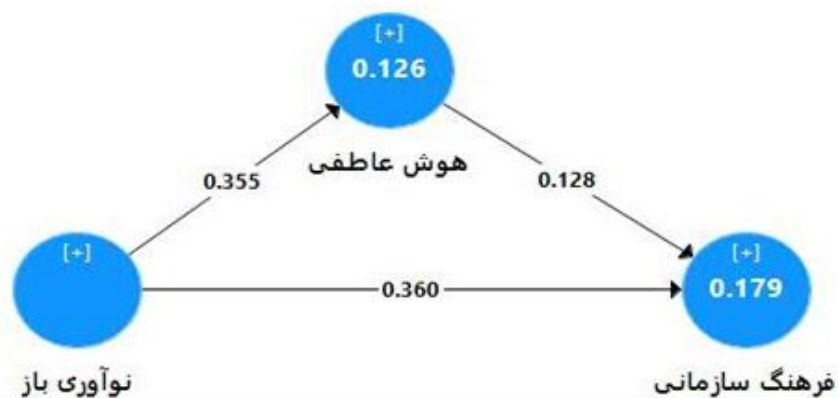 [+]
0.126
هوش عاطفی
0.355
0.128
[+]
[+]
0.179
0.360
نوآوری باز
فرهنگ سازمانی